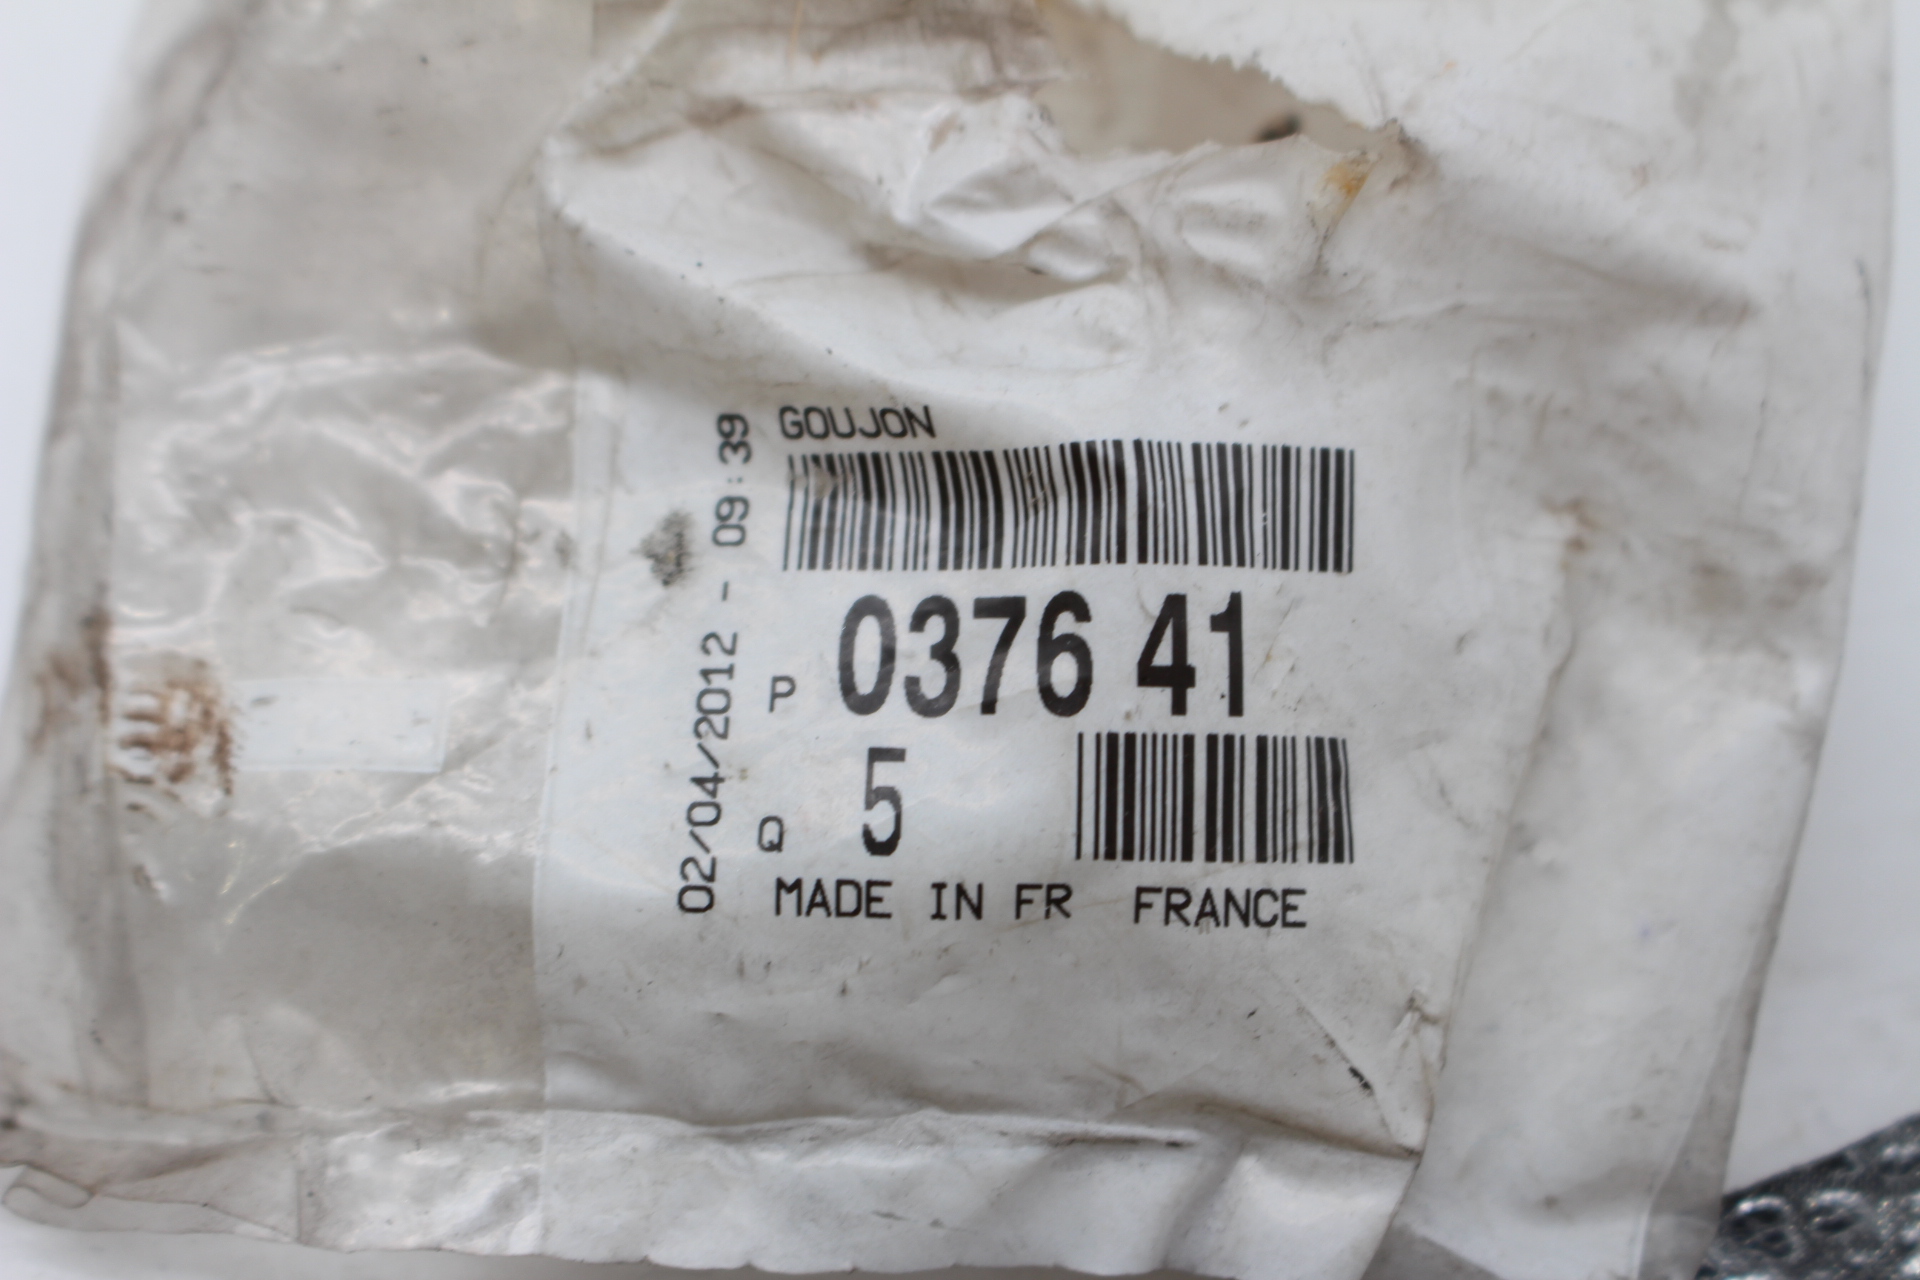 GOUJON
02/04/2012 - 09:39
P 0376 41
Q 5
MADE IN FR FRANCE